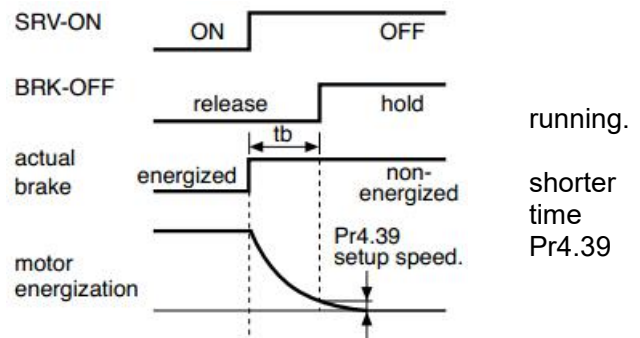 SRV-ON
ON
OFF
BRK-OFF
release
hold
running.
tb
actual
brake
energized
non-
energized
shorter
time
Pr4.39
Pr4.39
setup speed.
motor
energization